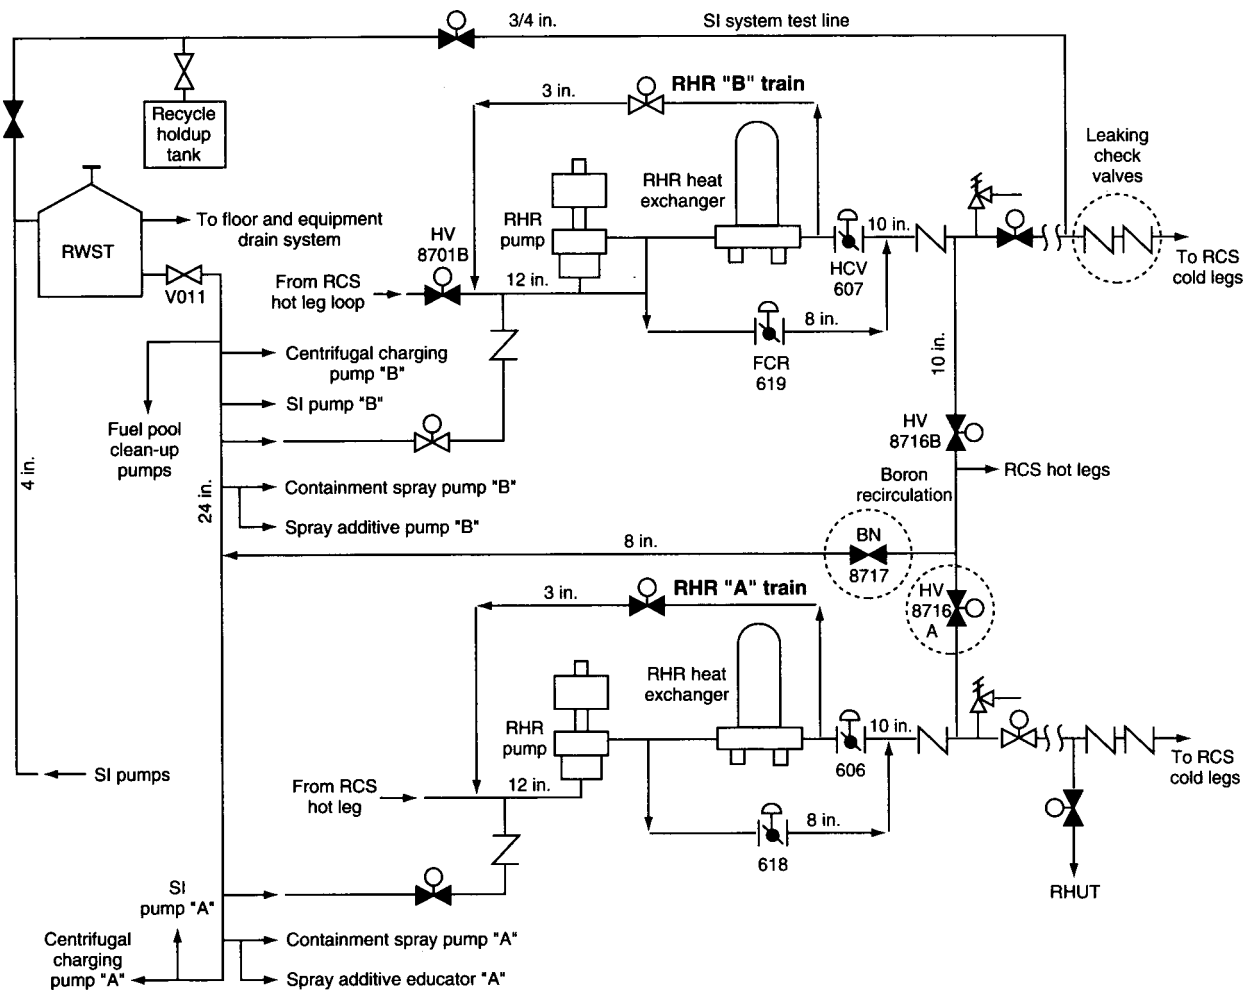 3/4 in.
SI system test line
RHR "B" train
3 in.
Recycle
holdup
tank
Leaking
check
valves
RHR heat
exchanger
To floor and equipment
drain system
RHR
pump
HV
8701B
10 in.
RWST
HCV
607
To RCS
cold legs
From RCS
hot leg loop
12 in.
V011
8 in.
FCR
619
Centrifugal charging
pump "B"
10 in.
SI pump "B"
Fuel pool
clean-up
pumps
HV
8716B
RCS hot legs
4 in.
24 in.
Boron
recirculation
Containment spray pump "B"
Spray additive pump "B"
8 in.
BN
8717
RHR "A" train
3 in.
HV
8716
A
RHR heat
exchanger
RHR
pump
10 in.
606
To RCS
cold legs
SI pumps
From RCS
hot leg
12 in.
8 in.
618
SI
pump "A"
RHUT
Centrifugal
charging
pump "A"
Containment spray pump "A"
Spray additive educator "A"